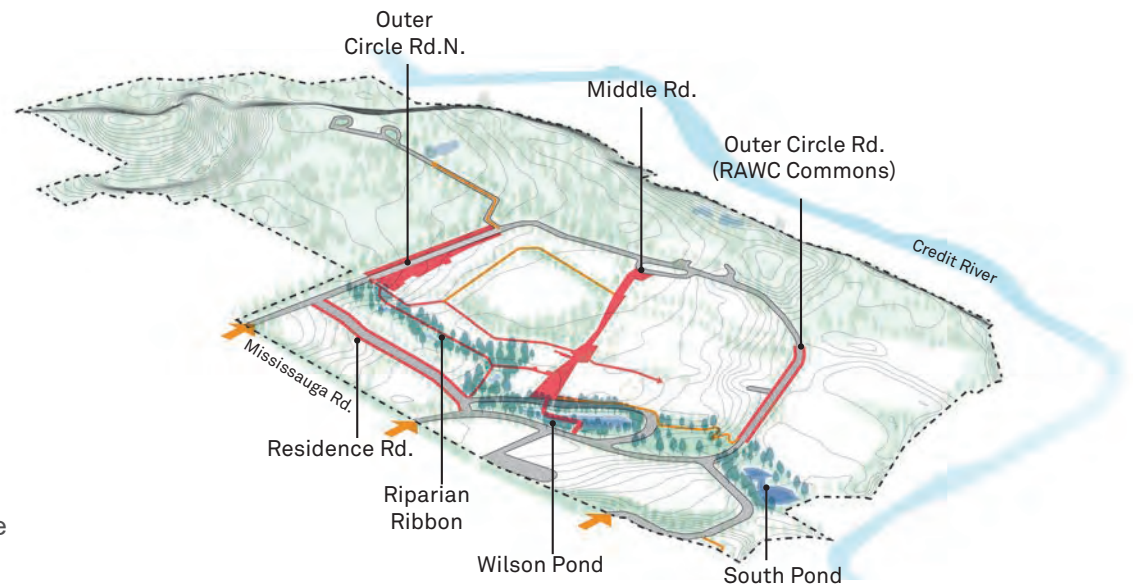 Outer
Circle Rd.N.
Middle Rd.
Outer Circle Rd.
(RAWC Commons)
Credit River
Mississauga Rd.
Residence Rd.
Riparian
Ribbon
Wilson Pond
South Pond
e